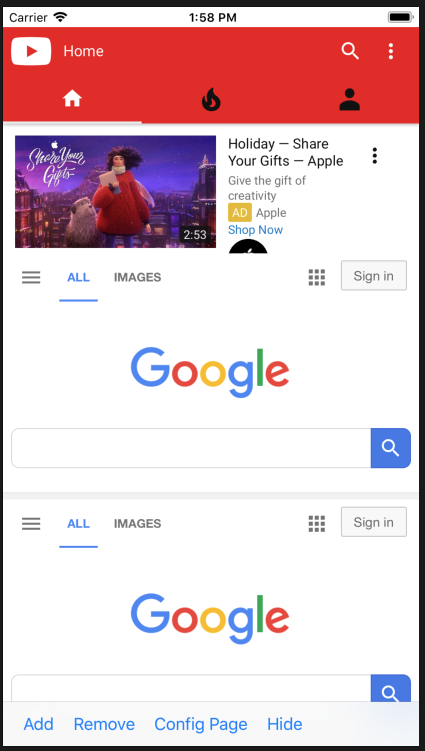 Carrier 1:58 PM
Home
Share Your Gifts
2:53
Holiday — Share
Your Gifts — Apple
Give the gift of
creativity
AD Apple
Shop Now
ALL IMAGES Sign in
Google
ALL IMAGES Sign in
Google
Add Remove Config Page Hide